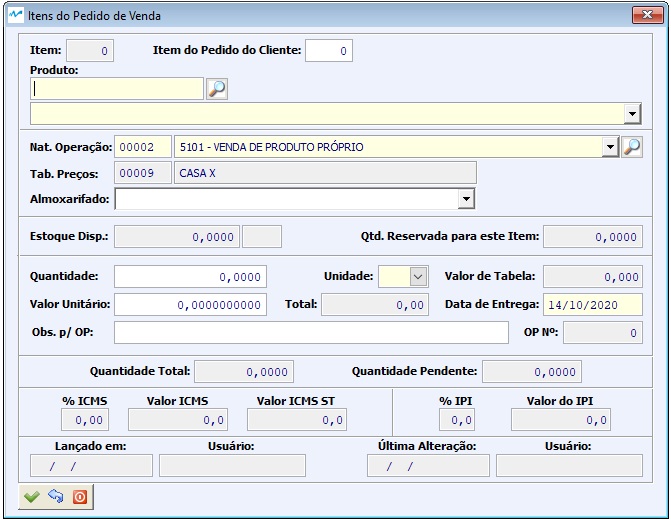 Itens do Pedido de Venda
Item: 0 Item do Pedido do Cliente: 0
Produto:
Nat. Operação: 00002 5101 - VENDA DE PRODUTO PRÓPRIO
Tab. Preços: 00009 CASA X
Almoxarifado:
Estoque Disp.: 0,0000 Qtd. Reservada para este Item: 0,0000
Quantidade: 0,0000 Unidade: Valor de Tabela: 0,000
Valor Unitário: 0,0000000000 Total: 0,00 Data de Entrega: 14/10/2020
Obs. p/ OP: OP Nº: 0
Quantidade Total: 0,0000 Quantidade Pendente: 0,0000
% ICMS Valor ICMS Valor ICMS ST % IPI Valor do IPI
0,00 0,0 0,0 0,0 0,0
Lançado em: Usuário: Última Alteração: Usuário:
/ / / /